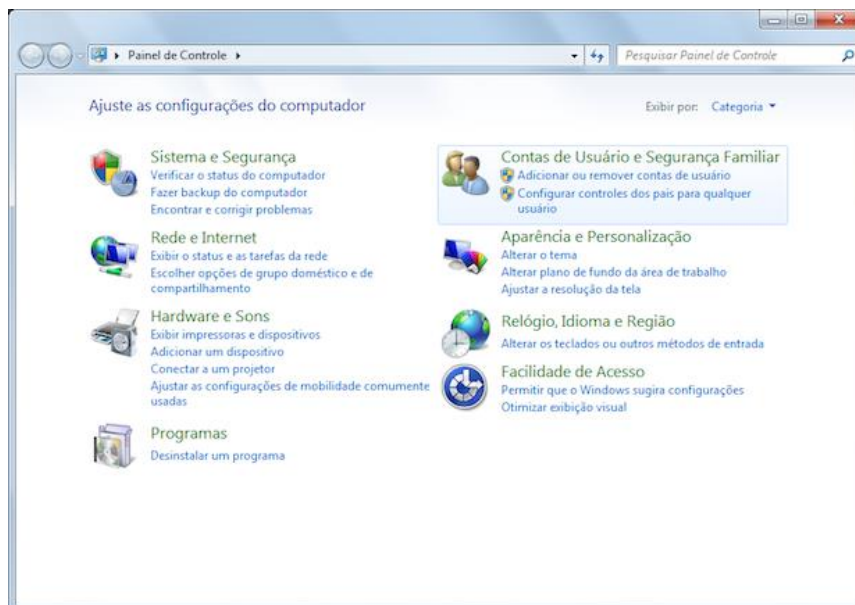 Painel de Controle
Pesquisar Painel de Controle
Ajuste as configurações do computador
Exibir por: Categoria
Sistema e Segurança
Verificar o status do computador
Fazer backup do computador
Encontrar e corrigir problemas
Rede e Internet
Exibir o status e as tarefas da rede
Escolher opções de grupo doméstico e de
compartilhamento
Hardware e Sons
Exibir impressoras e dispositivos
Adicionar um dispositivo
Conectar a um projetor
Ajustar as configurações de mobilidade comumente
usadas
Programas
Desinstalar um programa
Contas de Usuário e Segurança Familiar
Adicionar ou remover contas de usuário
Configurar controles dos pais para qualquer
usuário
Aparência e Personalização
Alterar o tema
Alterar plano de fundo da área de trabalho
Ajustar a resolução da tela
Relógio, Idioma e Região
Alterar os teclados ou outros métodos de entrada
Facilidade de Acesso
Permitir que o Windows sugira configurações
Otimizar exibição visual